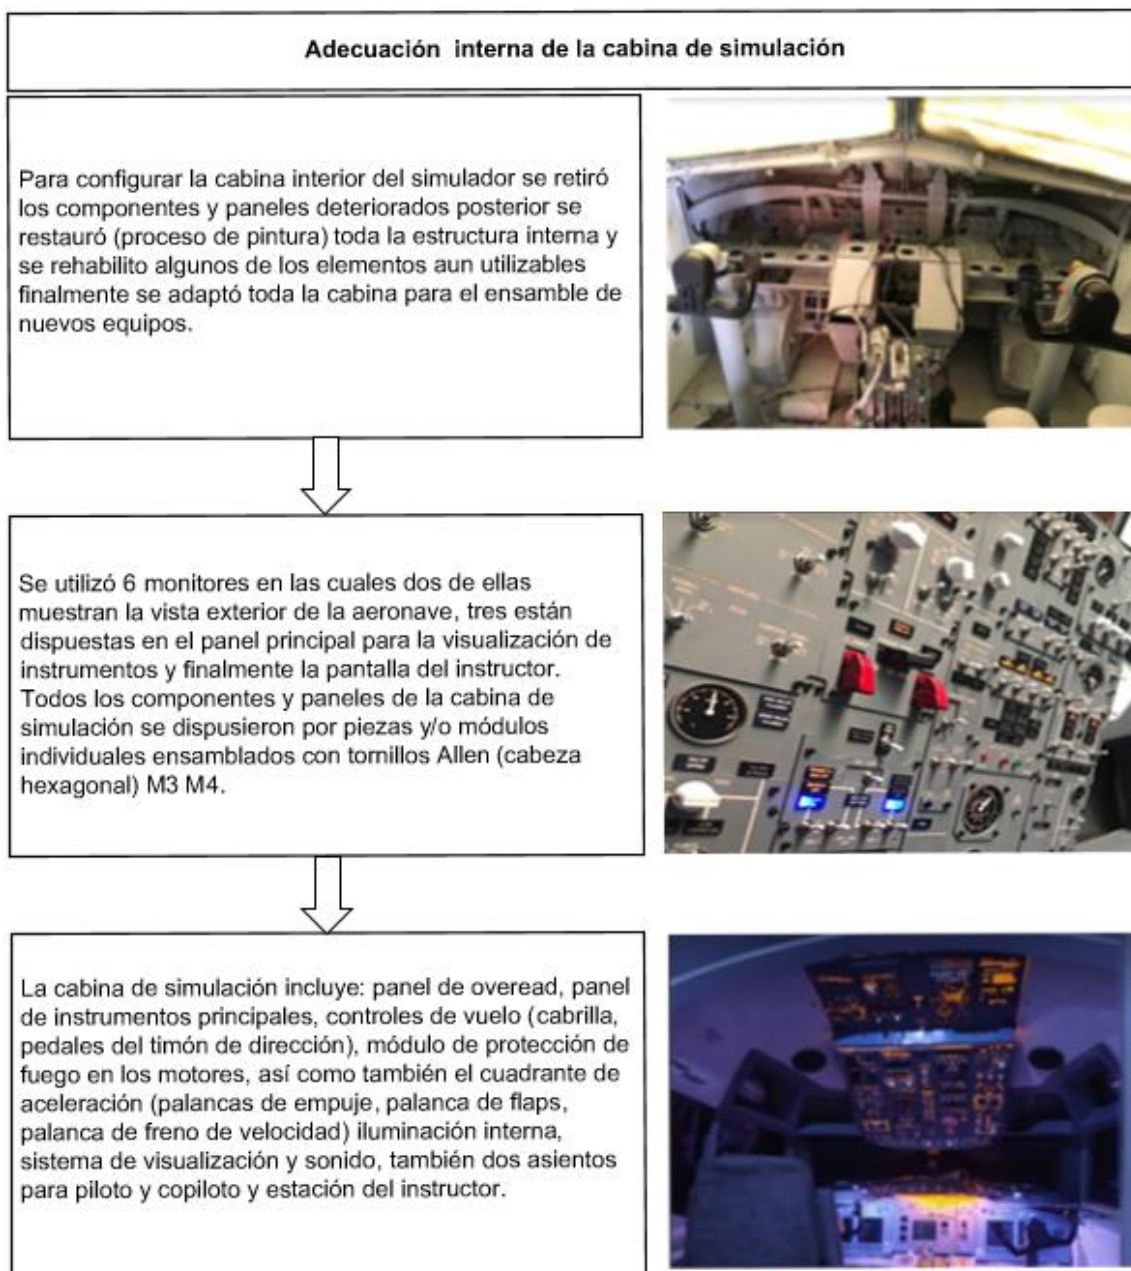 Adecuación interna de la cabina de simulación
Para configurar la cabina interior del simulador se retiró
los componentes y paneles deteriorados posterior se
restauró (proceso de pintura) toda la estructura interna y
se rehabilito algunos de los elementos aun utilizables
finalmente se adaptó toda la cabina para el ensamble de
nuevos equipos.
Se utilizó 6 monitores en las cuales dos de ellas
muestran la vista exterior de la aeronave, tres están
dispuestas en el panel principal para la visualización de
instrumentos y finalmente la pantalla del instructor.
Todos los componentes y paneles de la cabina de
simulación se dispusieron por piezas y/o módulos
individuales ensamblados con tornillos Allen (cabeza
hexagonal) M3 M4.
La cabina de simulación incluye: panel de overead, panel
de instrumentos principales, controles de vuelo (cabrilla,
pedales del timón de dirección), módulo de protección de
fuego en los motores, así como también el cuadrante de
aceleración (palancas de empuje, palanca de flaps,
palanca de freno de velocidad) iluminación interna,
sistema de visualización y sonido, también dos asientos
para piloto y copiloto y estación del instructor.